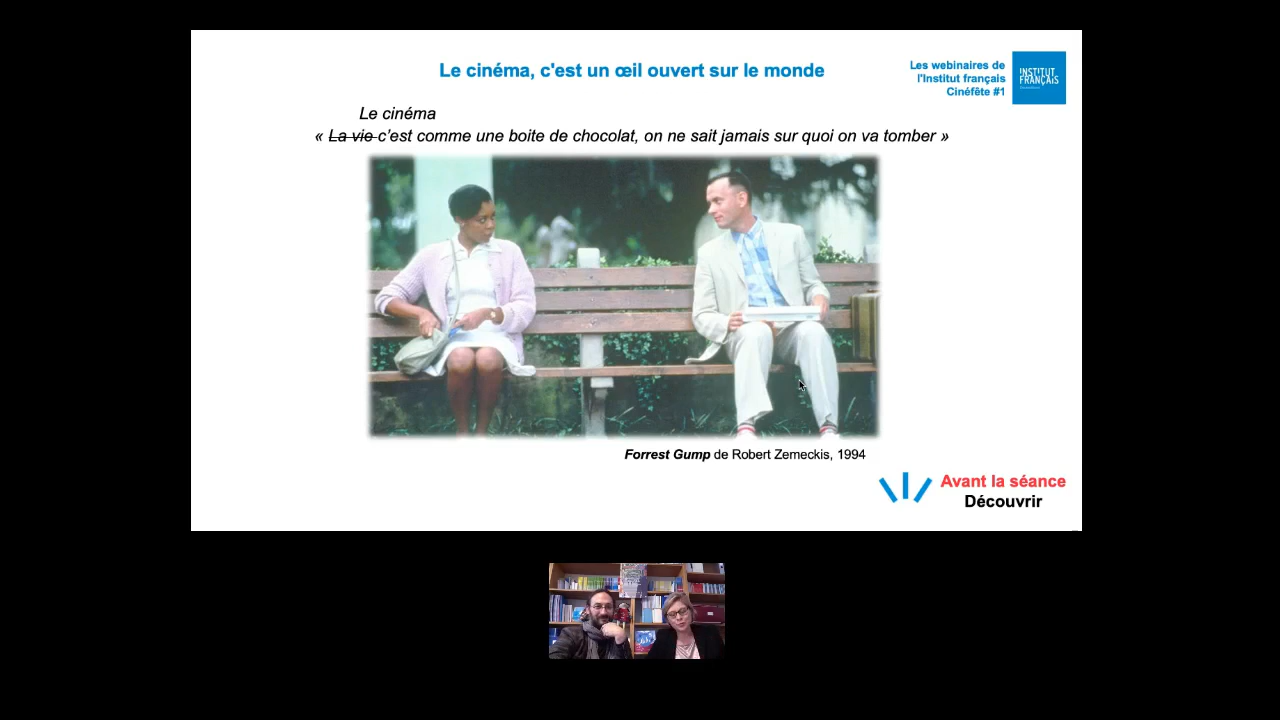 Le cinéma, c'est un œil ouvert sur le monde
Les webinaires de
l'Institut français
Cinéfête #1
INSTITUT
FRANÇAIS
Le cinéma
« La vie c'est comme une boite de chocolat, on ne sait jamais sur quoi on va tomber »
Forrest Gump de Robert Zemeckis, 1994
Avant la séance
Découvrir